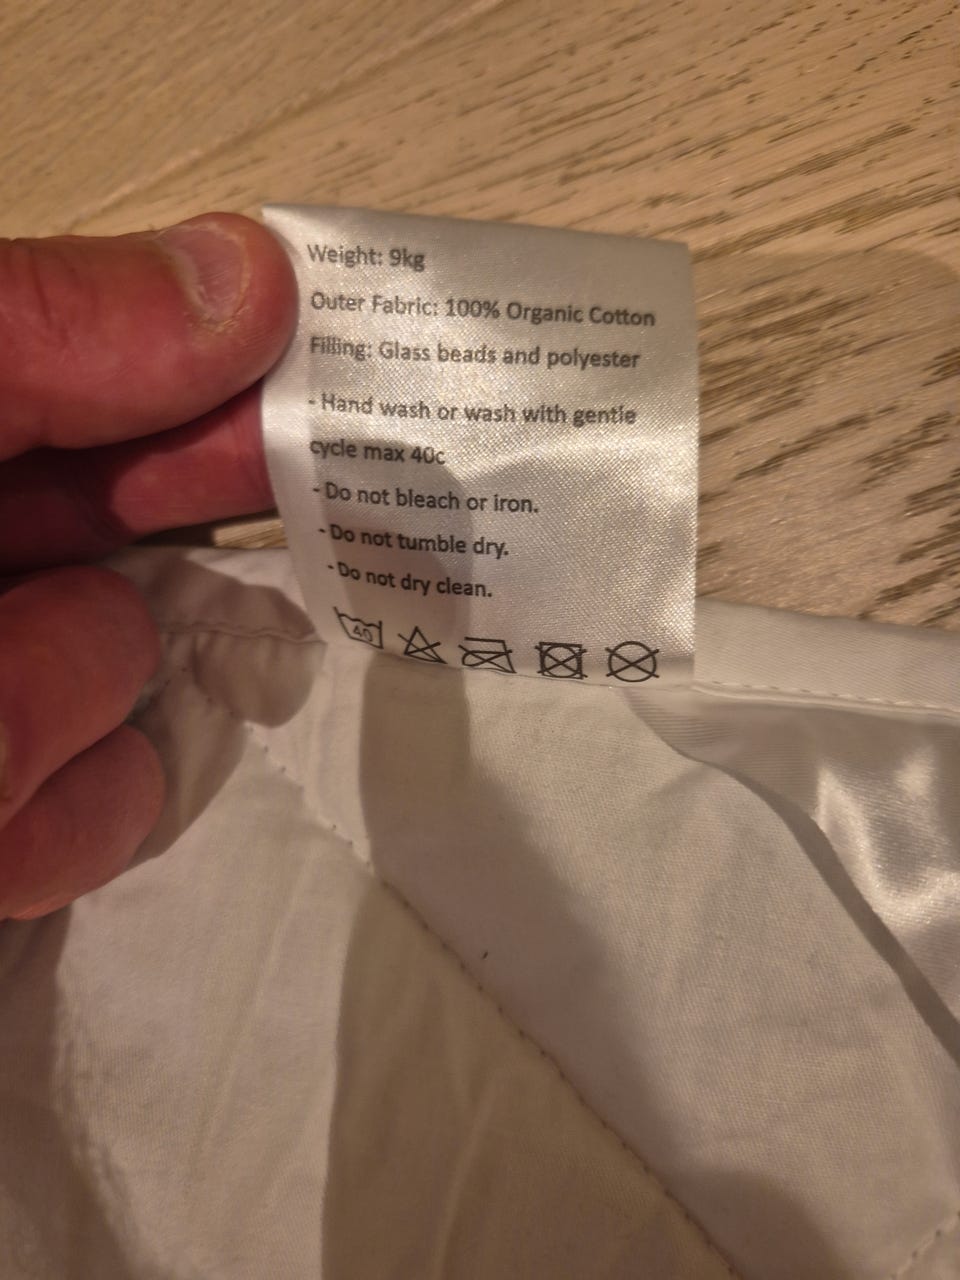 Weight: 9kg
Outer Fabric: 100% Organic Cotton
Filling: Glass beads and polyester
- Hand wash or wash with gentle
cycle max 40c
- Do not bleach or iron.
- Do not tumble dry.
- Do not dry clean.
40